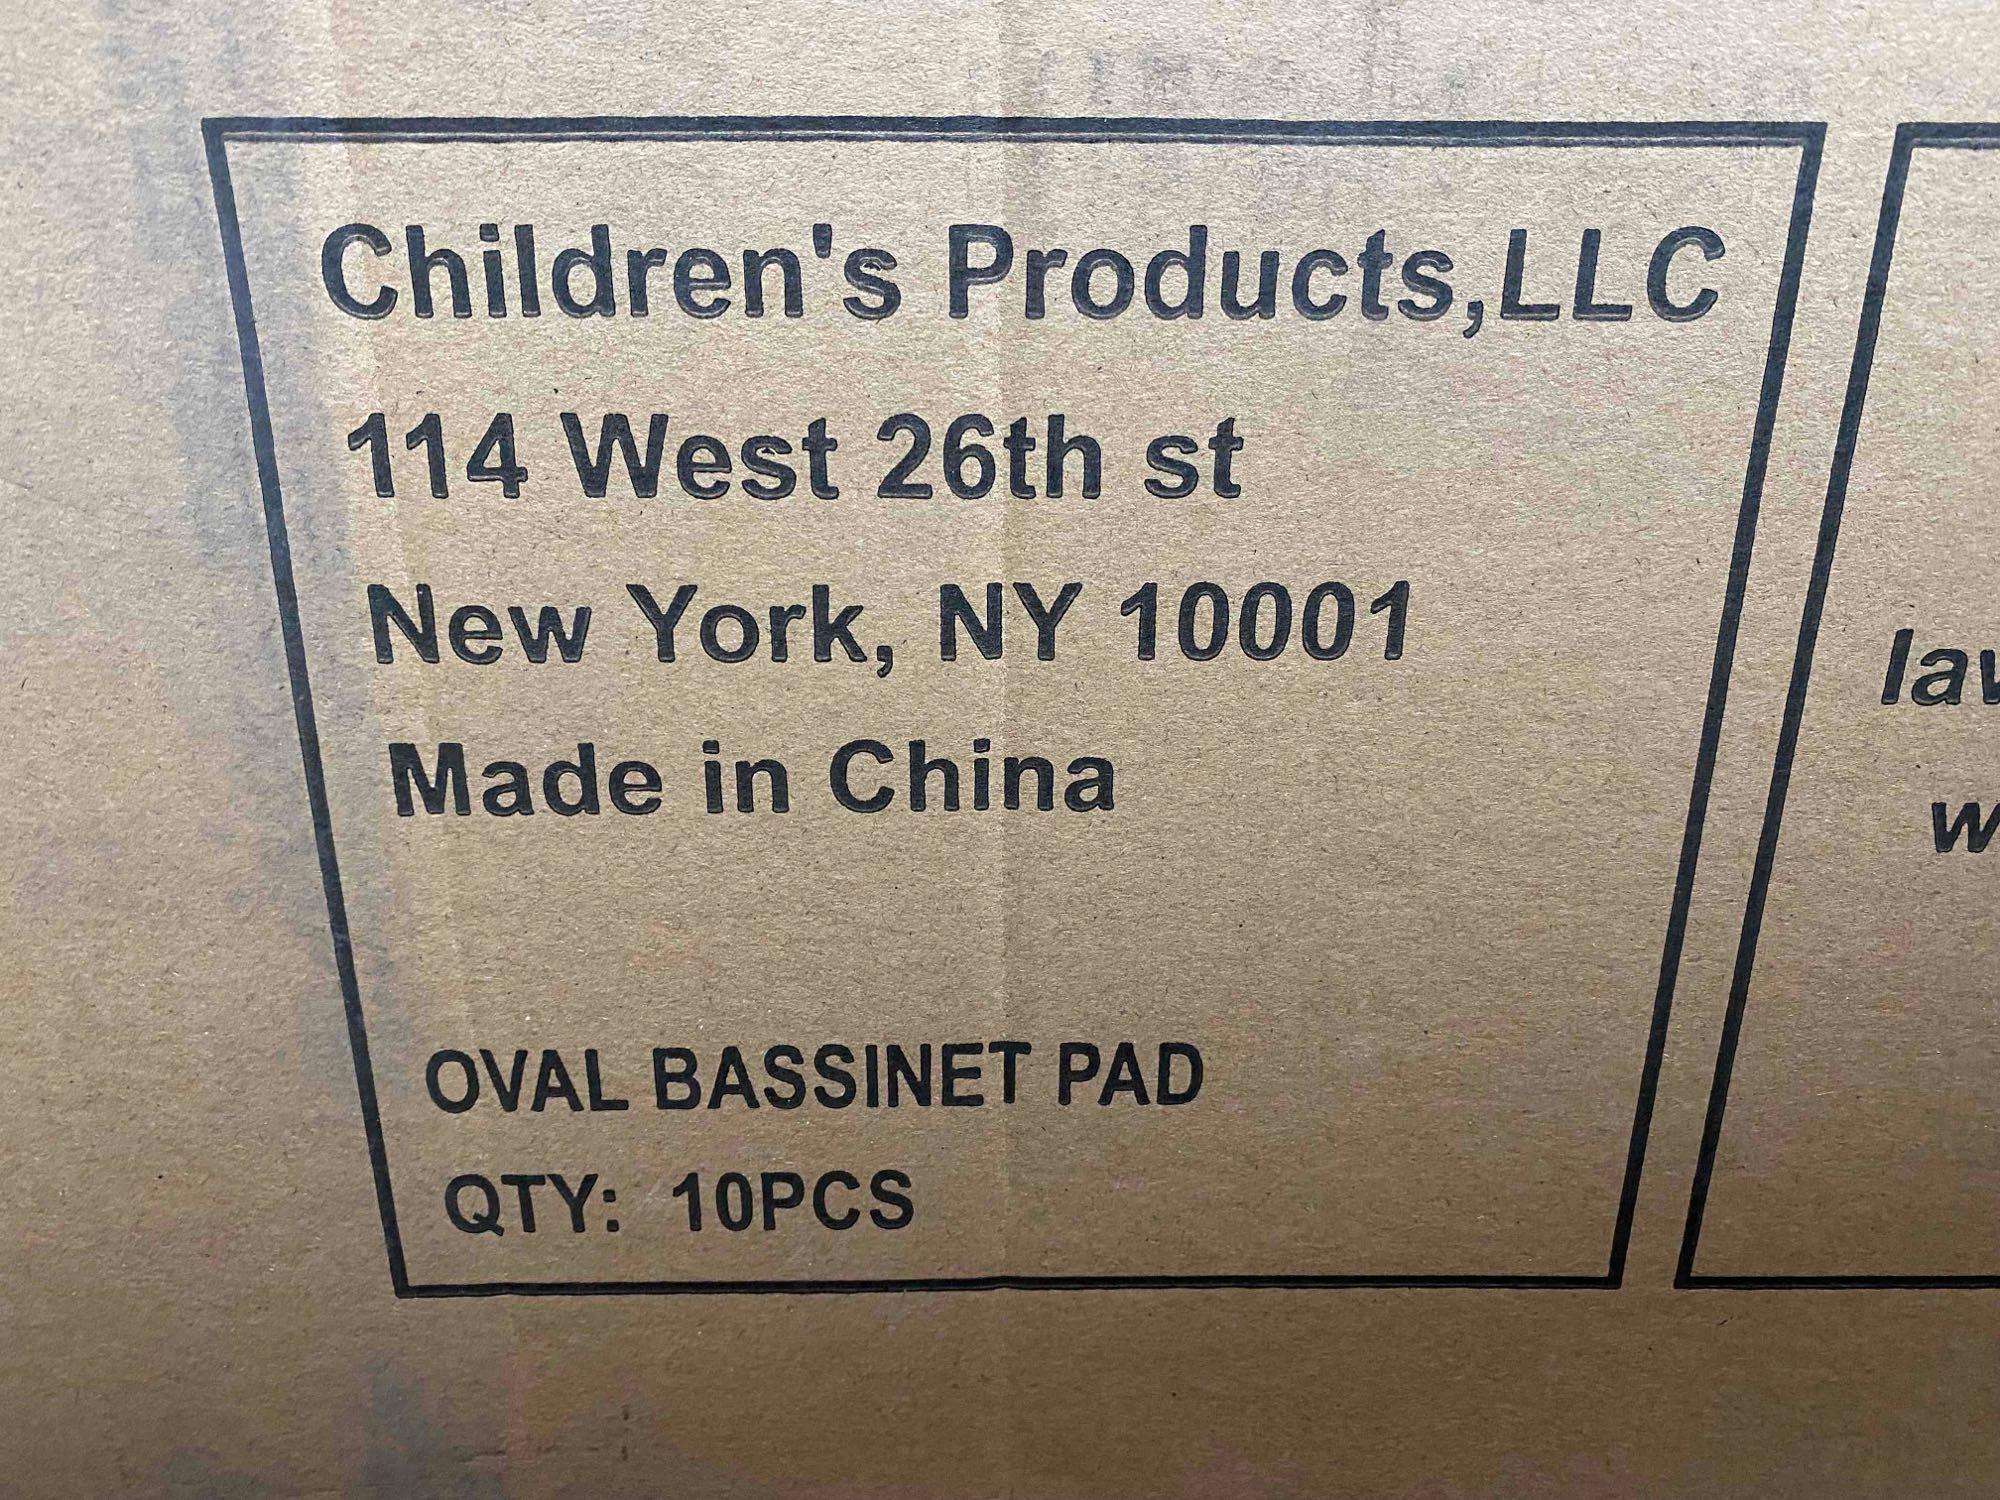 Children's Products,LLC
114 West 26th st
New York, NY 10001
Made in China
OVAL BASSINET PAD
QTY: 10PCS